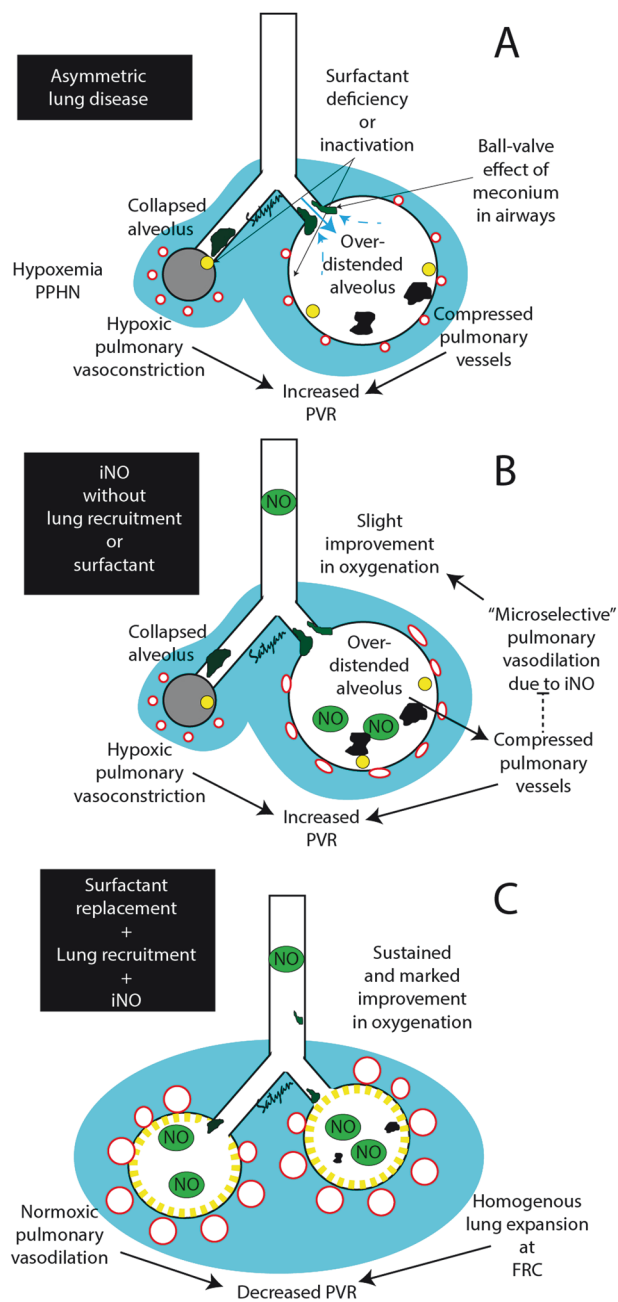 A
Asymmetric
lung disease
Surfactant
deficiency
or
inactivation
Ball-valve
effect of
meconium
in airways
Collapsed
alveolus
Satyan
Over-
distended
alveolus
Hypoxemia
PPHN
Hypoxic
pulmonary
vasoconstriction
Compressed
pulmonary
vessels
Increased
PVR
B
iNO
without
lung recruitment
or
surfactant
NO
Slight
improvement
in oxygenation
"Microselective"
pulmonary
vasodilation
due to iNO
Collapsed
alveolus
Satyan
Over-
distended
alveolus
NO
NO
Hypoxic
pulmonary
vasoconstriction
Compressed
pulmonary
vessels
Increased
PVR
C
Surfactant
replacement
+
Lung recruitment
+
iNO
NO
Sustained
and marked
improvement
in oxygenation
Satyan
NO
NO
NO
NO
NO
Normoxic
pulmonary
vasodilation
Homogenous
lung expansion
at
FRC
Decreased PVR